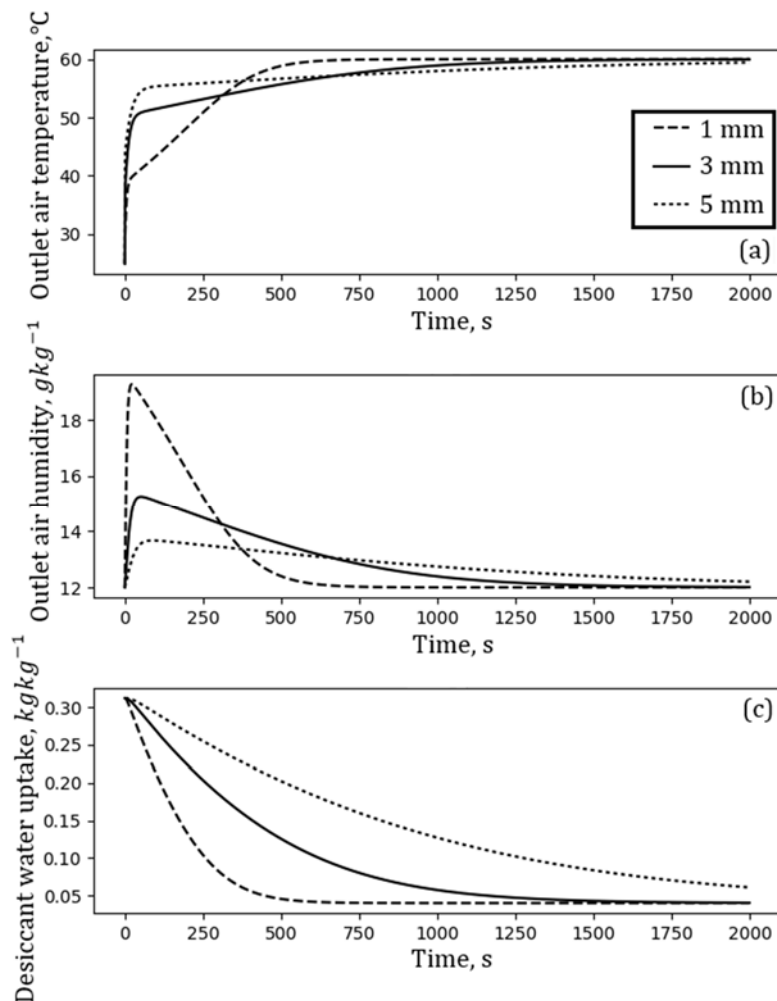 Outlet air temperature,°C
60
50
40
30
1 mm
3 mm
5 mm
(a)
0 250 500 750 1000 1250 1500 1750 2000
Time, s
Outlet air humidity, gkg⁻¹
(b)
18
16
14
12
0 250 500 750 1000 1250 1500 1750 2000
Time, s
Desiccant water uptake, kgkg⁻¹
(c)
0.30
0.25
0.20
0.15
0.10
0.05
0 250 500 750 1000 1250 1500 1750 2000
Time, s